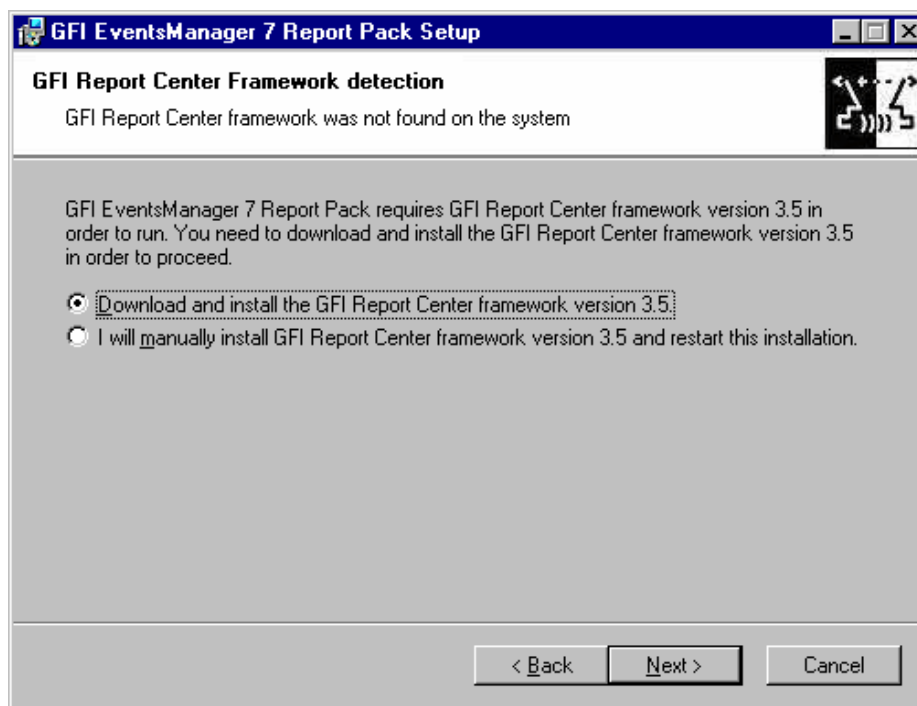 GFI EventsManager 7 Report Pack Setup
GFI Report Center Framework detection
GFI Report Center framework was not found on the system
GFI EventsManager 7 Report Pack requires GFI Report Center framework version 3.5 in
order to run. You need to download and install the GFI Report Center framework version 3.5
in order to proceed.
Download and install the GFI Report Center framework version 3.5.
I will manually install GFI Report Center framework version 3.5 and restart this installation.
< Back Next > Cancel